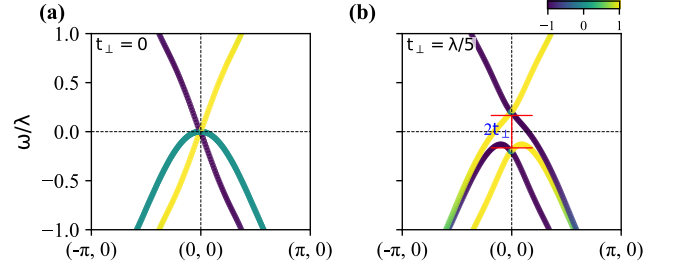 (a)
(b)
−1 0 1
t⊥ = 0
t⊥ = λ/5
ω/λ
1.0
0.5
0.0
−0.5
−1.0
2t⊥
(-π, 0) (0, 0) (π, 0)
(-π, 0) (0, 0) (π, 0)